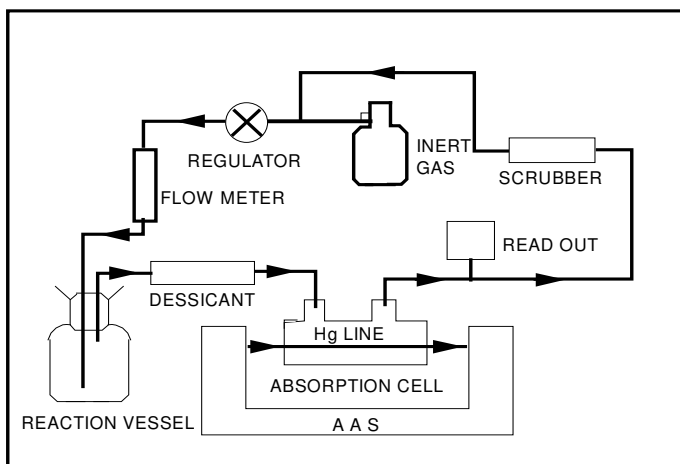 REGULATOR
INERT
GAS
SCRUBBER
FLOW METER
READ OUT
DESSICANT
Hg LINE
ABSORPTION CELL
REACTION VESSEL
A A S